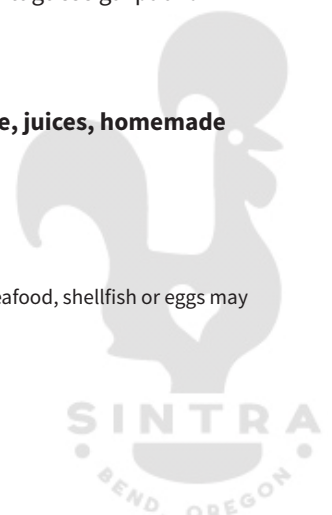 e, juices, homemade
eafood, shellfish or eggs may
SINTRA
BEND, OREGON